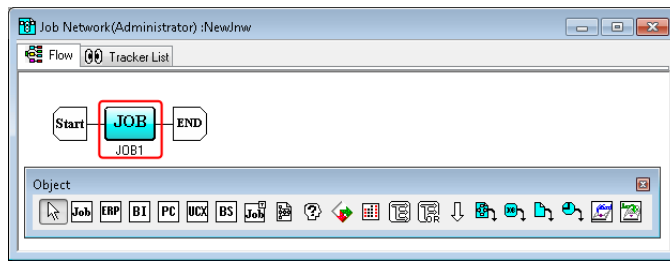 Job Network(Administrator) :NewJnw
Flow Tracker List
Start JOB END
JOB1
Object
Job ERP BI PC UCX BS Job OR